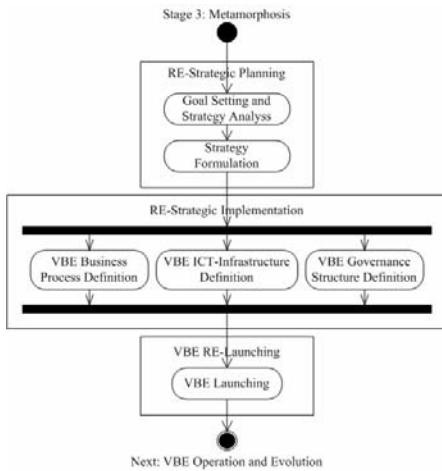 Stage 3: Metamorphosis
RE-Strategic Planning
Goal Setting and
Strategy Analyss
Strategy
Formulation
RE-Strategic Implementation
VBE Business
Process Definition
VBE ICT-Infrastructure
Definition
VBE Governance
Structure Definition
VBE RE-Launching
VBE Launching
Next: VBE Operation and Evolution